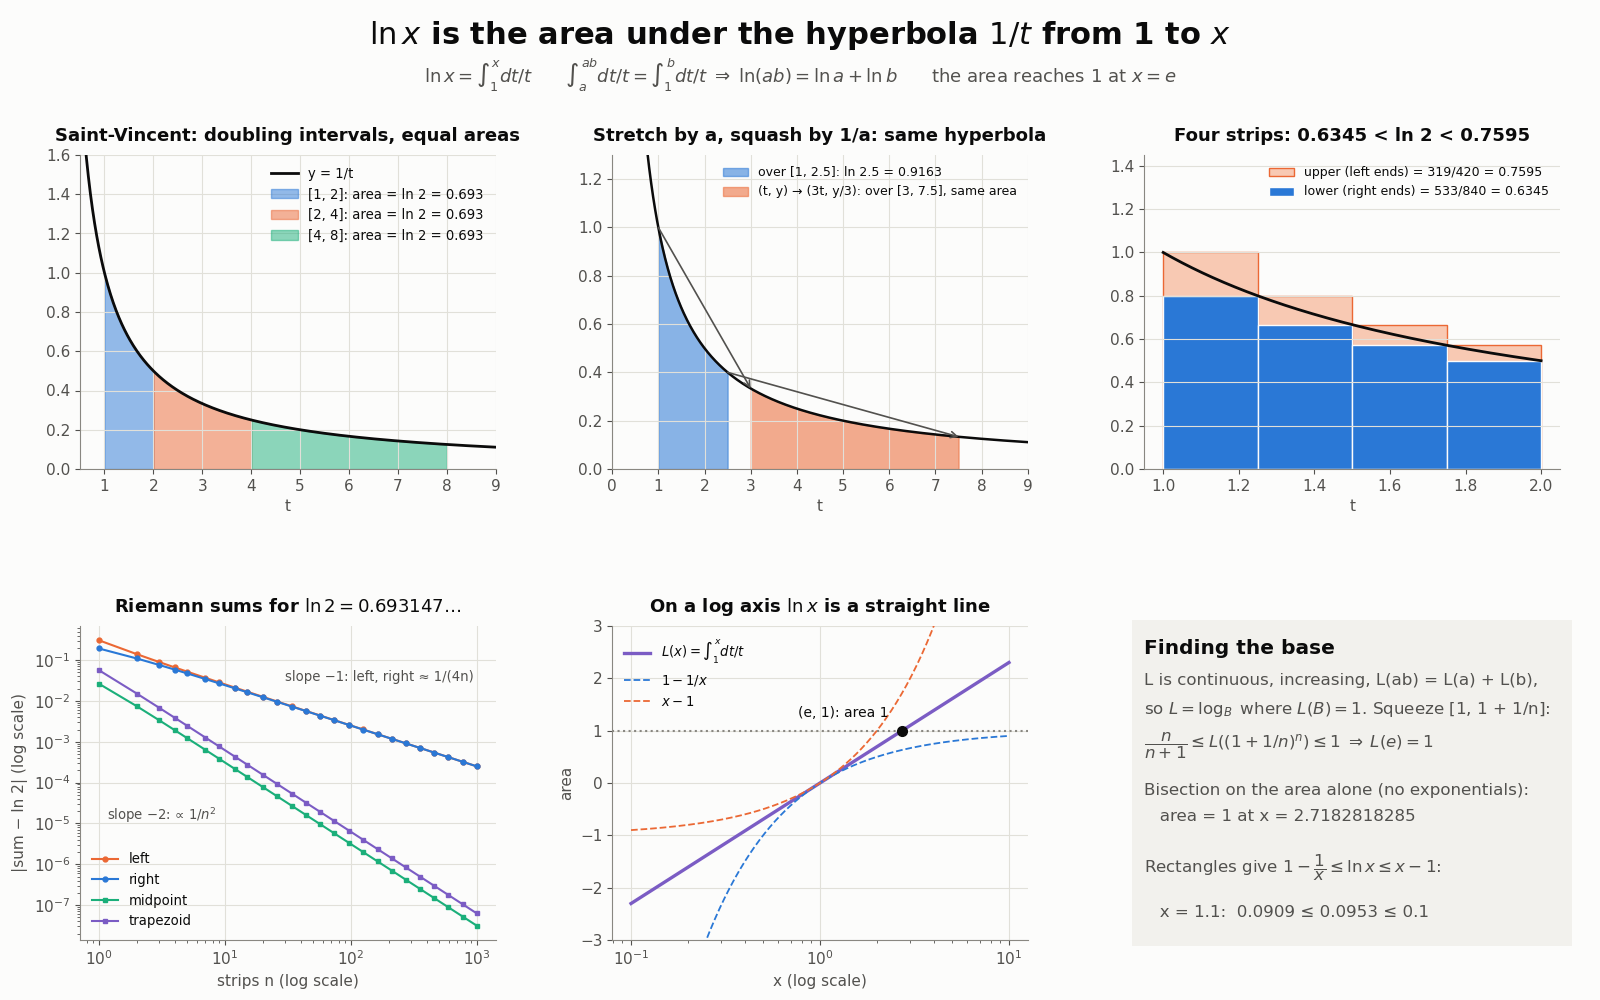 ln x is the area under the hyperbola 1/t from 1 to x
ln x = ∫₁ˣ dt/t   ∫ₐᵃᵇ dt/t = ∫₁ᵇ dt/t ⇒ ln(ab) = ln a + ln b   the area reaches 1 at x = e
Saint-Vincent: doubling intervals, equal areas
y = 1/t
[1, 2]: area = ln 2 = 0.693
[2, 4]: area = ln 2 = 0.693
[4, 8]: area = ln 2 = 0.693
1.6
1.4
1.2
1.0
0.8
0.6
0.4
0.2
0.0
1 2 3 4 5 6 7 8 9
t
Stretch by a, squash by 1/a: same hyperbola
over [1, 2.5]: ln 2.5 = 0.9163
(t, y) → (3t, y/3): over [3, 7.5], same area
1.2
1.0
0.8
0.6
0.4
0.2
0.0
0 1 2 3 4 5 6 7 8 9
t
Four strips: 0.6345 < ln 2 < 0.7595
upper (left ends) = 319/420 = 0.7595
lower (right ends) = 533/840 = 0.6345
1.4
1.2
1.0
0.8
0.6
0.4
0.2
0.0
1.0 1.2 1.4 1.6 1.8 2.0
t
Riemann sums for ln 2 = 0.693147…
|sum − ln 2| (log scale)
10⁻¹
10⁻²
10⁻³
10⁻⁴
10⁻⁵
10⁻⁶
10⁻⁷
slope −1: left, right ≈ 1/(4n)
slope −2: ∝ 1/n²
left
right
midpoint
trapezoid
10⁰ 10¹ 10² 10³
strips n (log scale)
On a log axis ln x is a straight line
L(x) = ∫₁ˣ dt/t
1 − 1/x
x − 1
(e, 1): area 1
area
3
2
1
0
−1
−2
−3
10⁻¹ 10⁰ 10¹
x (log scale)
Finding the base
L is continuous, increasing, L(ab) = L(a) + L(b),
so L = log_B where L(B) = 1. Squeeze [1, 1 + 1/n]:
n/(n + 1) ≤ L((1 + 1/n)ⁿ) ≤ 1 ⇒ L(e) = 1
Bisection on the area alone (no exponentials):
area = 1 at x = 2.7182818285
Rectangles give 1 − 1/x ≤ ln x ≤ x − 1:
x = 1.1: 0.0909 ≤ 0.0953 ≤ 0.1